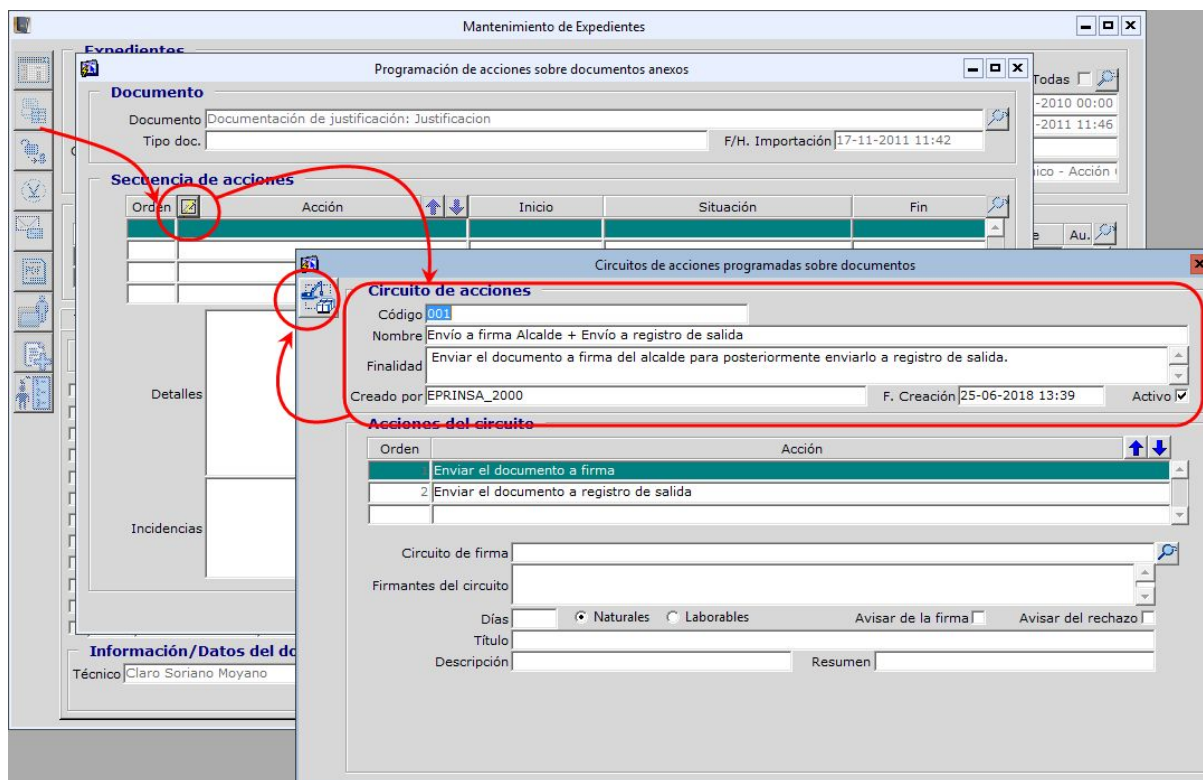 Mantenimiento de Expedientes
Expedientes
Programación de acciones sobre documentos anexos
Todas
Documento
-2010 00:00
Documento Documentación de justificación: Justificacion
-2011 11:46
Tipo doc. F/H. Importación 17-11-2011 11:42
Secuencia de acciones
Orden Acción Inicio Situación Fin
Au.
Circuitos de acciones programadas sobre documentos
Circuito de acciones
Código 001
Nombre Envío a firma Alcalde + Envío a registro de salida
Finalidad Enviar el documento a firma del alcalde para posteriormente enviarlo a registro de salida.
Creado por EPRINSA_2000 F. Creación 25-06-2018 13:39 Activo
Detalles
Acciones del circuito
Orden Acción
1 Enviar el documento a firma
2 Enviar el documento a registro de salida
Incidencias
Circuito de firma
Firmantes del circuito
Días Naturales Laborables Avisar de la firma Avisar del rechazo
Título
Descripción Resumen
Información/Datos del do
Técnico Claro Soriano Moyano
PDF